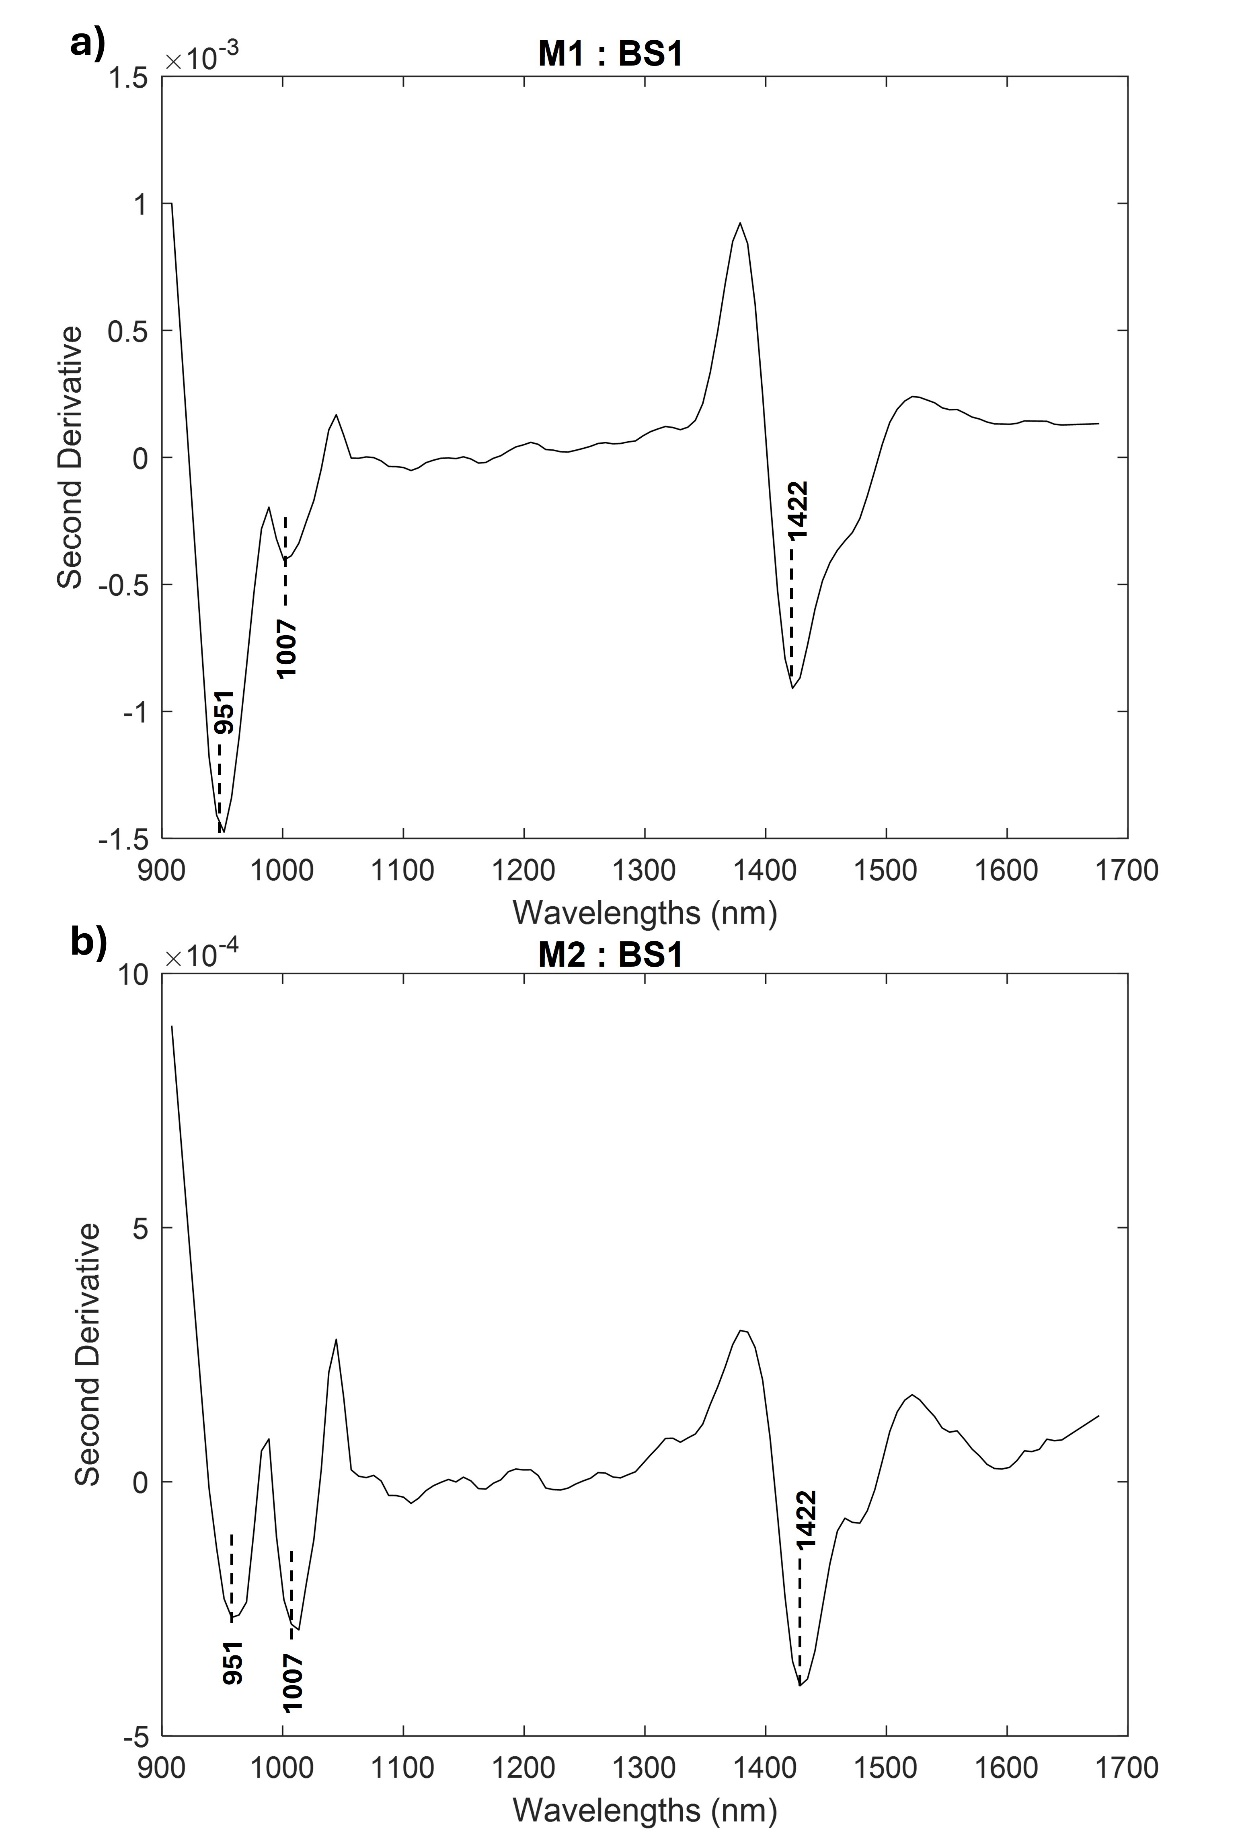 a)
×10-3
M1 : BS1
1.5
1
0.5
0
-0.5
-1
-1.5
Second Derivative
951
1007
1422
900 1000 1100 1200 1300 1400 1500 1600 1700
Wavelengths (nm)
b)
×10-4
M2 : BS1
10
5
0
-5
Second Derivative
951
1007
1422
900 1000 1100 1200 1300 1400 1500 1600 1700
Wavelengths (nm)